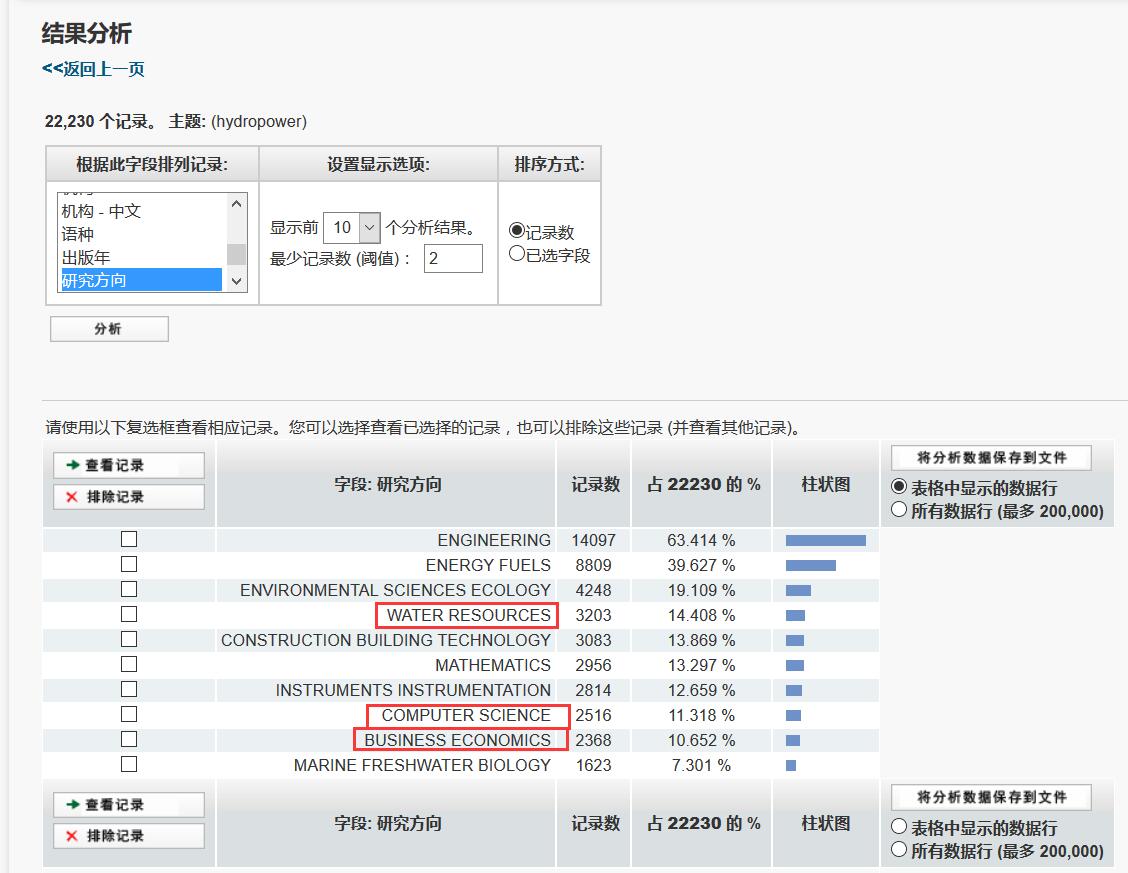 结果分析
<<返回上一页
22,230 个记录。 主题: (hydropower)
根据此字段排列记录: 设置显示选项: 排序方式:
机构 - 中文
语种
出版年
研究方向
显示前 10 个分析结果。
最少记录数 (阈值)： 2
记录数
已选字段
分析
请使用以下复选框查看相应记录。您可以选择查看已选择的记录，也可以排除这些记录 (并查看其他记录)。
查看记录
排除记录
字段: 研究方向 记录数 占 22230 的 % 柱状图
将分析数据保存到文件
表格中显示的数据行
所有数据行 (最多 200,000)
ENGINEERING 14097 63.414 %
ENERGY FUELS 8809 39.627 %
ENVIRONMENTAL SCIENCES ECOLOGY 4248 19.109 %
WATER RESOURCES 3203 14.408 %
CONSTRUCTION BUILDING TECHNOLOGY 3083 13.869 %
MATHEMATICS 2956 13.297 %
INSTRUMENTS INSTRUMENTATION 2814 12.659 %
COMPUTER SCIENCE 2516 11.318 %
BUSINESS ECONOMICS 2368 10.652 %
MARINE FRESHWATER BIOLOGY 1623 7.301 %
查看记录
排除记录
字段: 研究方向 记录数 占 22230 的 % 柱状图
将分析数据保存到文件
表格中显示的数据行
所有数据行 (最多 200,000)